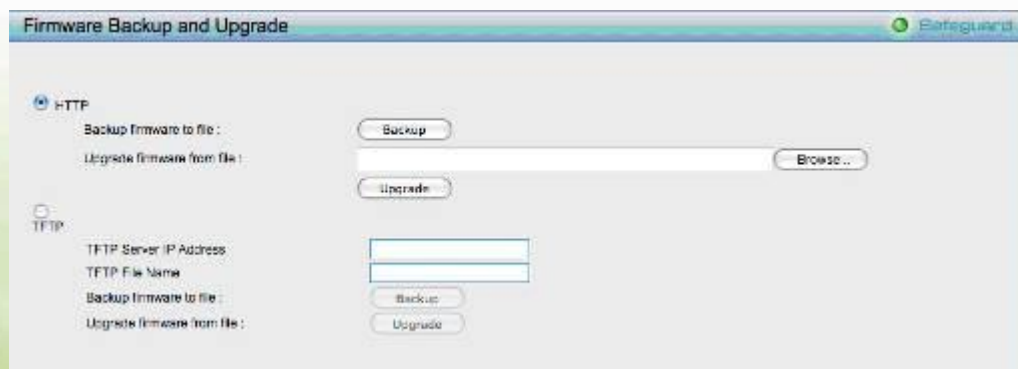 Firmware Backup and Upgrade Safeguard
HTTP
Backup firmware to file : Backup
Upgrade firmware from file : Browse...
Upgrade
TFTP
TFTP Server IP Address
TFTP File Name
Backup firmware to file : Backup
Upgrade firmware from file : Upgrade